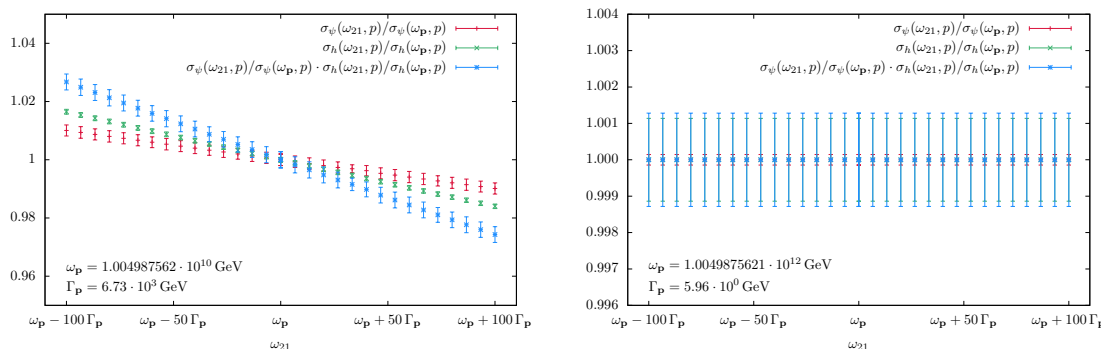 σ_ψ(ω_21, p)/σ_ψ(ω_p, p)
σ_h(ω_21, p)/σ_h(ω_p, p)
σ_ψ(ω_21, p)/σ_ψ(ω_p, p) · σ_h(ω_21, p)/σ_h(ω_p, p)
1.04
1.02
1
0.98
0.96
ω_p = 1.004987562 · 10^10 GeV
Γ_p = 6.73 · 10^3 GeV
ω_p − 100 Γ_p
ω_p − 50 Γ_p
ω_p
ω_p + 50 Γ_p
ω_p + 100 Γ_p
ω_21
σ_ψ(ω_21, p)/σ_ψ(ω_p, p)
σ_h(ω_21, p)/σ_h(ω_p, p)
σ_ψ(ω_21, p)/σ_ψ(ω_p, p) · σ_h(ω_21, p)/σ_h(ω_p, p)
1.004
1.003
1.002
1.001
1.000
0.999
0.998
0.997
0.996
ω_p = 1.0049875621 · 10^12 GeV
Γ_p = 5.96 · 10^0 GeV
ω_p − 100 Γ_p
ω_p − 50 Γ_p
ω_p
ω_p + 50 Γ_p
ω_p + 100 Γ_p
ω_21